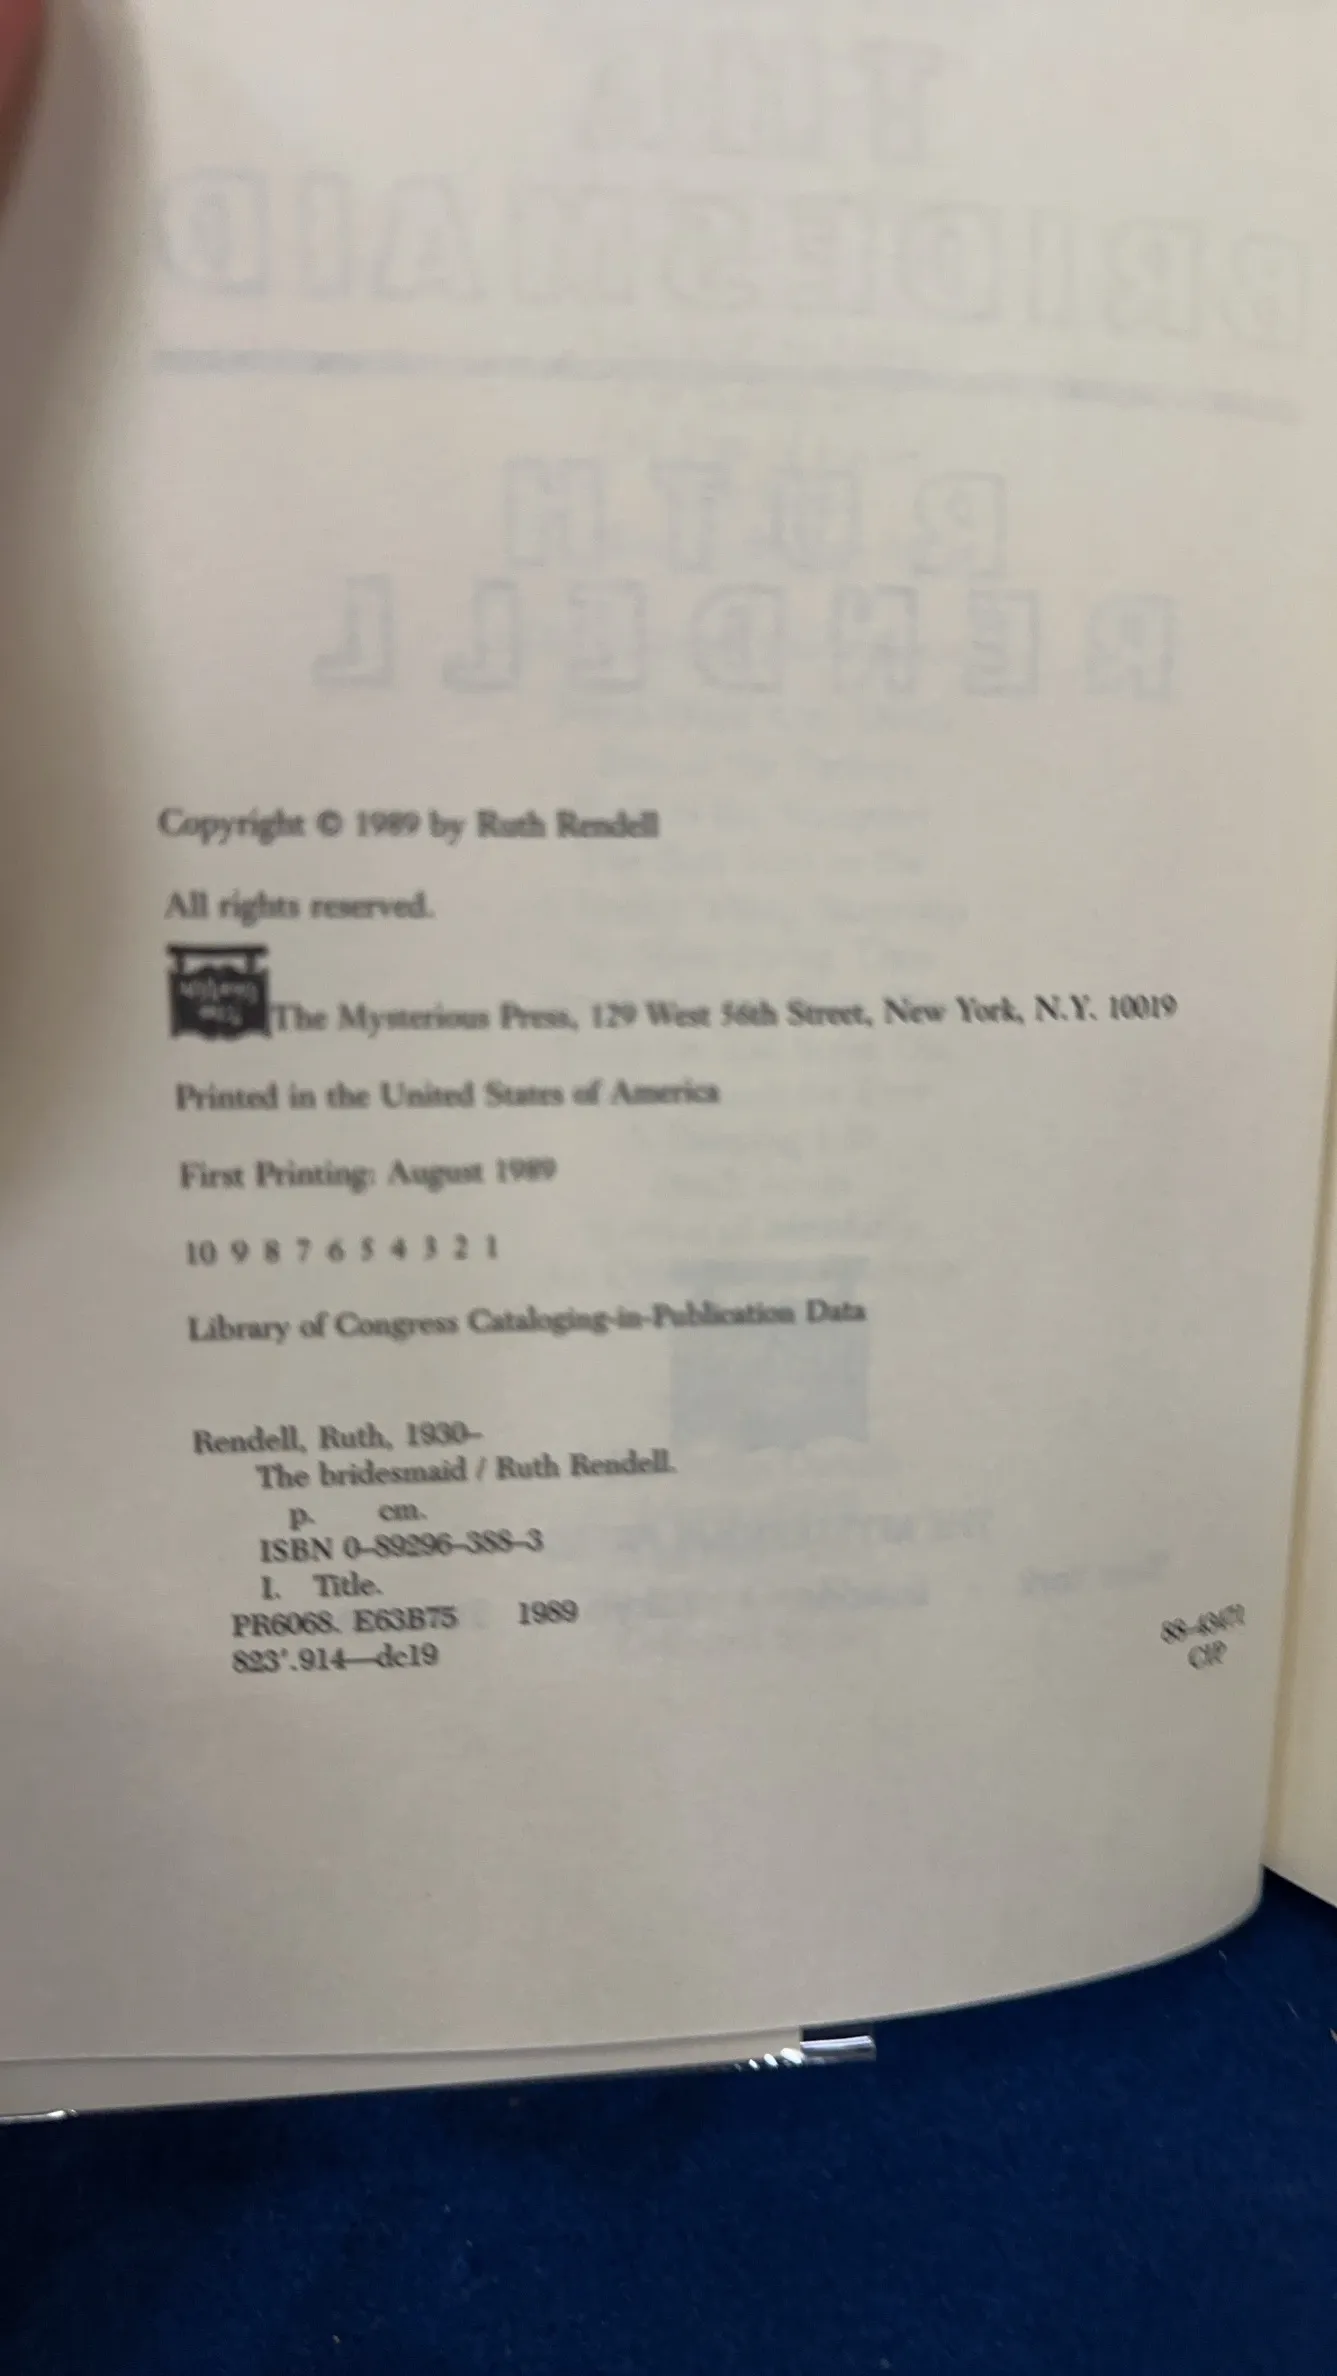 Copyright © 1989 by Ruth Rendell
All rights reserved.
The Mysterious Press, 129 West 56th Street, New York, N.Y. 10019
Printed in the United States of America
First Printing: August 1989
10 9 8 7 6 5 4 3 2 1
Library of Congress Cataloging-in-Publication Data
Rendell, Ruth, 1930–
The bridesmaid / Ruth Rendell.
p. cm.
ISBN 0–89296–388–3
I. Title.
PR6068. E63B75 1989
823'.914—dc19
CIP